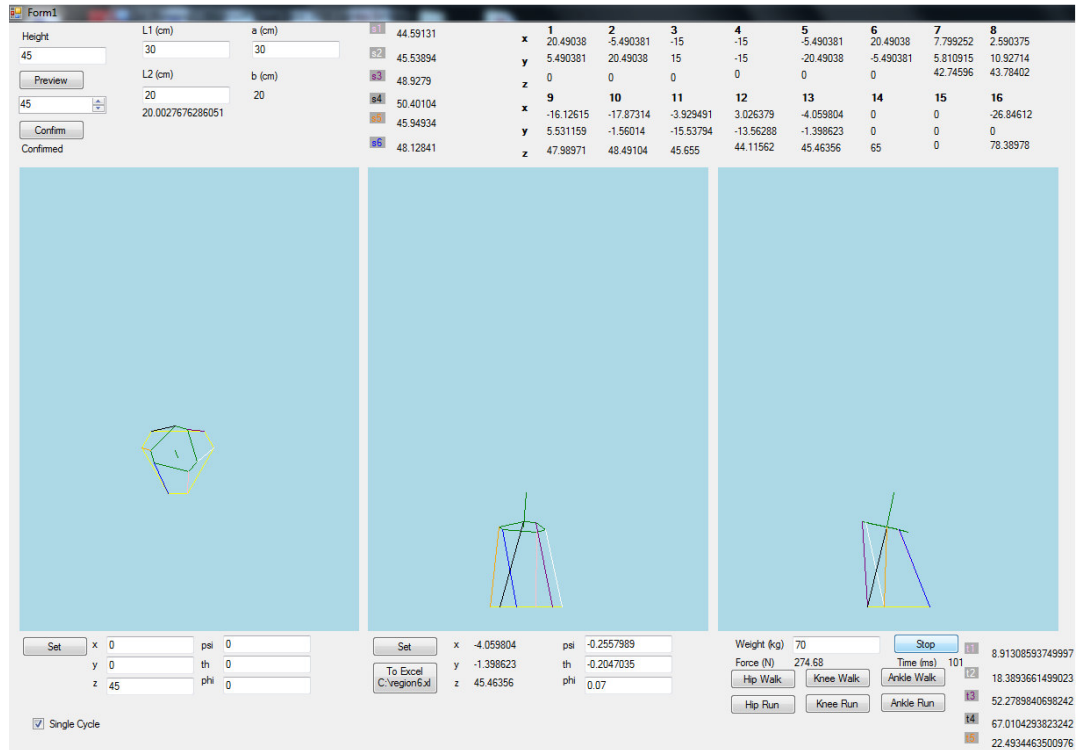 Form1
Height
45
Preview
45
Confirm
Confirmed
L1 (cm)
30
L2 (cm)
20
20.0027676286051
a (cm)
30
b (cm)
20
s1 44.59131
s2 45.53894
s3 48.9279
s4 50.40104
s5 45.94934
s6 48.12841
1 2 3 4 5 6 7 8
x 20.49038 -5.490381 -15 -15 -5.490381 20.49038 7.799252 2.590375
y 5.490381 20.49038 15 -15 -20.49038 -5.490381 5.810915 10.92714
z 0 0 0 0 0 0 42.74596 43.78402
9 10 11 12 13 14 15 16
x -16.12615 -17.87314 -3.929491 3.026379 -4.059804 0 0 -26.84612
y 5.531159 -1.56014 -15.53794 -13.56288 -1.398623 0 0 0
z 47.98971 48.49104 45.655 44.11562 45.46356 65 0 78.38978
Set x 0 psi 0
y 0 th 0
z 45 phi 0
Single Cycle
Set x -4.059804 psi -0.2557989
To Excel
C:\region6.xl
y -1.398623 th -0.2047035
z 45.46356 phi 0.07
Weight (kg) 70 Stop
Force (N) 274.68 Time (ms) 101
Hip Walk Knee Walk Ankle Walk
Hip Run Knee Run Ankle Run
t1 8.91308593749997
t2 18.3893661499023
t3 52.2789840698242
t4 67.0104293823242
t5 22.4934463500976